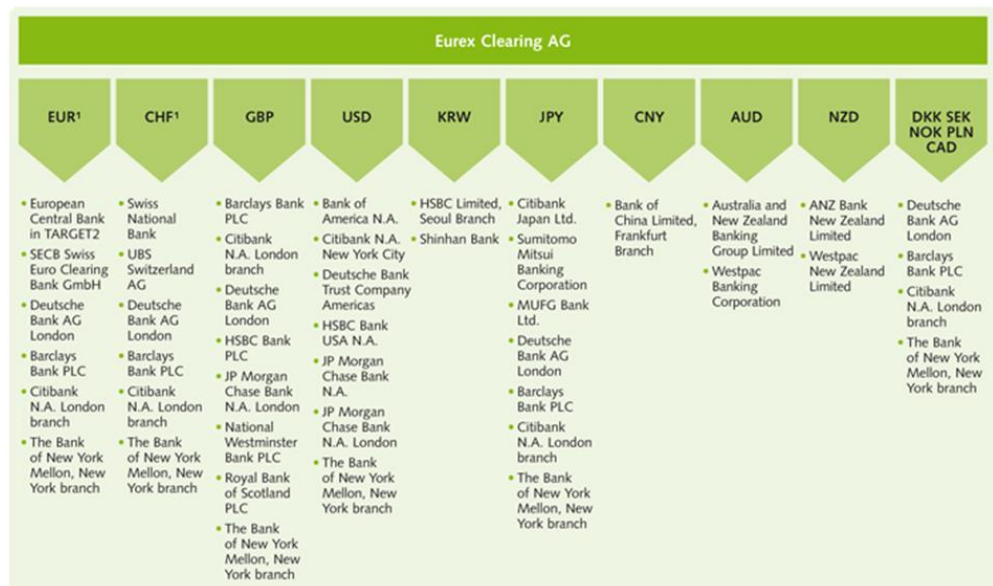 Eurex Clearing AG
EUR¹
• European
Central Bank
in TARGET2
• SECB Swiss
Euro Clearing
Bank GmbH
• Deutsche
Bank AG
London
• Barclays
Bank PLC
• Citibank
N.A. London
branch
• The Bank
of New York
Mellon, New
York branch
CHF¹
• Swiss
National
Bank
• UBS
Switzerland
AG
• Deutsche
Bank AG
London
• Barclays
Bank PLC
• Citibank
N.A. London
branch
• The Bank
of New York
Mellon, New
York branch
GBP
• Barclays Bank
PLC
• Citibank
N.A. London
branch
• Deutsche
Bank AG
London
• HSBC Bank
PLC
• JP Morgan
Chase Bank
N.A. London
• National
Westminster
Bank PLC
• Royal Bank
of Scotland
PLC
• The Bank
of New York
Mellon, New
York branch
USD
• Bank of
America N.A.
• Citibank N.A.
New York City
• Deutsche Bank
Trust Company
Americas
• HSBC Bank
USA N.A.
• JP Morgan
Chase Bank
N.A.
• JP Morgan
Chase Bank
N.A. London
• The Bank
of New York
Mellon, New
York branch
KRW
• HSBC Limited,
Seoul Branch
• Shinhan Bank
JPY
• Citibank
Japan Ltd.
• Sumitomo
Mitsui
Banking
Corporation
• MUFG Bank
Ltd.
• Deutsche
Bank AG
London
• Barclays
Bank PLC
• Citibank
N.A. London
branch
• The Bank
of New York
Mellon, New
York branch
CNY
• Bank of
China Limited,
Frankfurt
Branch
AUD
• Australia and
New Zealand
Banking
Group Limited
• Westpac
Banking
Corporation
NZD
• ANZ Bank
New Zealand
Limited
• Westpac
New Zealand
Limited
DKK SEK
NOK PLN
CAD
• Deutsche
Bank AG
London
• Barclays
Bank PLC
• Citibank
N.A. London
branch
• The Bank
of New York
Mellon, New
York branch